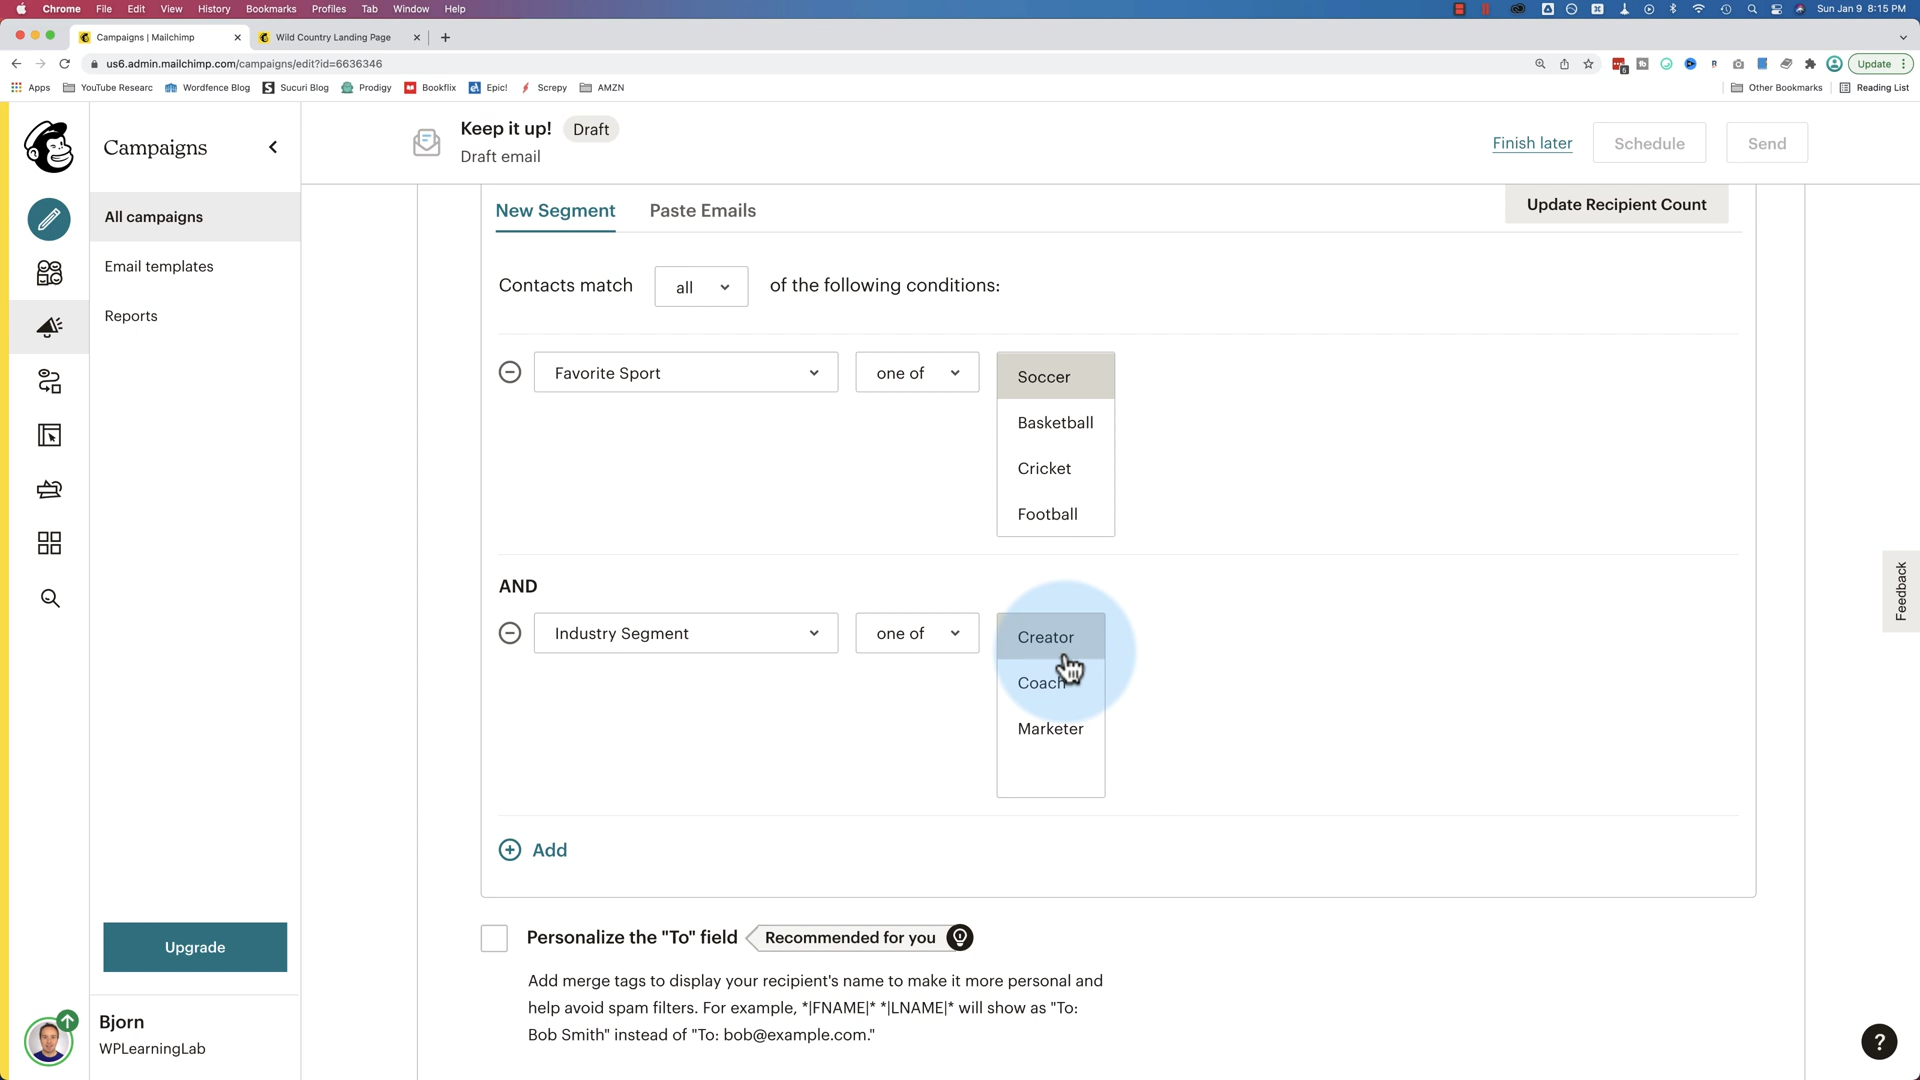 Chrome File Edit View History Bookmarks Profiles Tab Window Help Sun Jan 9 8:15 PM
Campaigns | Mailchimp Wild Country Landing Page
us6.admin.mailchimp.com/campaigns/edit?id=6636346 Update
Apps YouTube Researc Wordfence Blog Sucuri Blog Prodigy Bookflix Epic! Screpy AMZN Other Bookmarks Reading List
Campaigns
All campaigns
Email templates
Reports
Upgrade
Bjorn
WPLearningLab
Keep it up! Draft
Draft email
Finish later Schedule Send
New Segment Paste Emails Update Recipient Count
Contacts match all of the following conditions:
Favorite Sport one of Soccer
Basketball
Cricket
Football
AND
Industry Segment one of Creator
Coach
Marketer
Add
Personalize the "To" field Recommended for you
Add merge tags to display your recipient's name to make it more personal and
help avoid spam filters. For example, *|FNAME|* *|LNAME|* will show as "To:
Bob Smith" instead of "To: bob@example.com."
Feedback
?